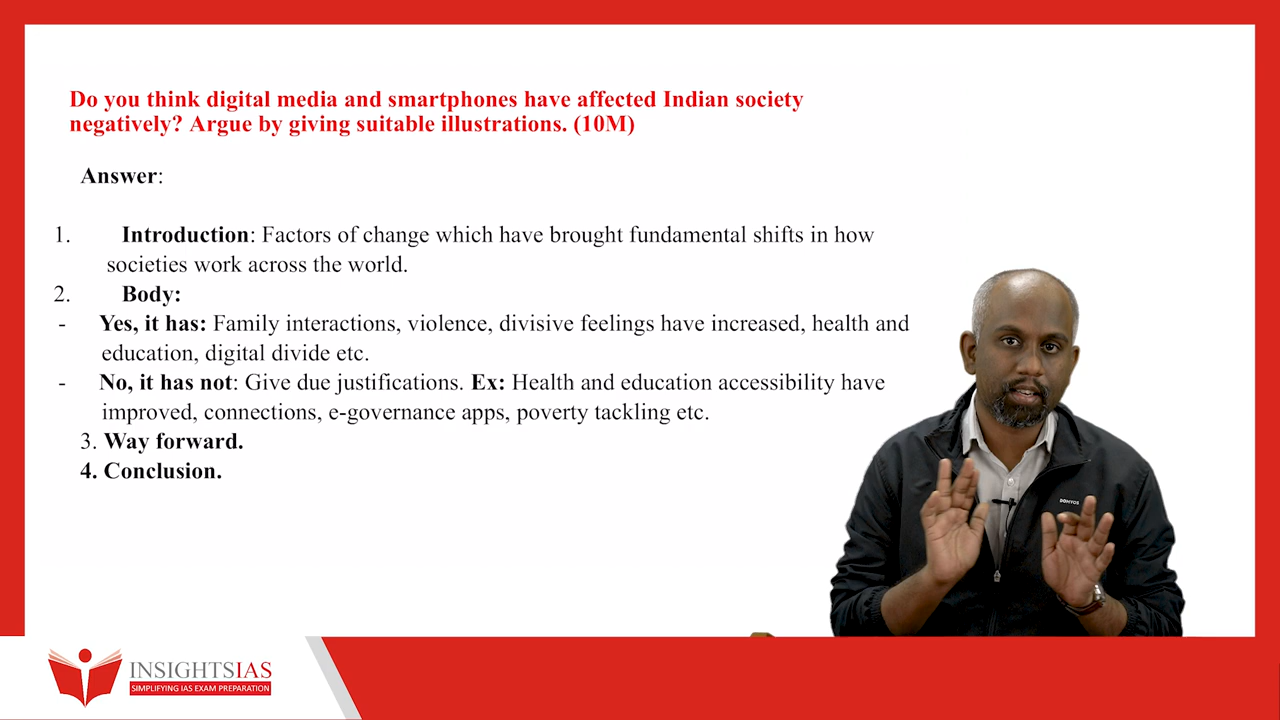 Do you think digital media and smartphones have affected Indian society
negatively? Argue by giving suitable illustrations. (10M)
Answer:
1. Introduction: Factors of change which have brought fundamental shifts in how
societies work across the world.
2. Body:
- Yes, it has: Family interactions, violence, divisive feelings have increased, health and
education, digital divide etc.
- No, it has not: Give due justifications. Ex: Health and education accessibility have
improved, connections, e-governance apps, poverty tackling etc.
3. Way forward.
4. Conclusion.
DOMYOS
INSIGHTSIAS
SIMPLIFYING IAS EXAM PREPARATION